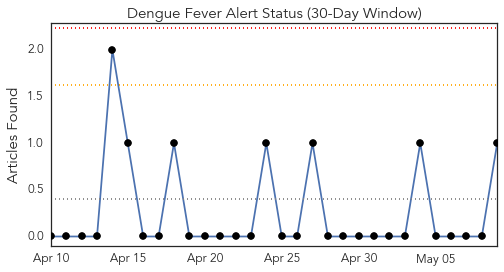 Dengue Fever Alert Status (30-Day Window)
Articles Found
2.0
1.5
1.0
0.5
0.0
Apr 10 Apr 15 Apr 20 Apr 25 Apr 30 May 05